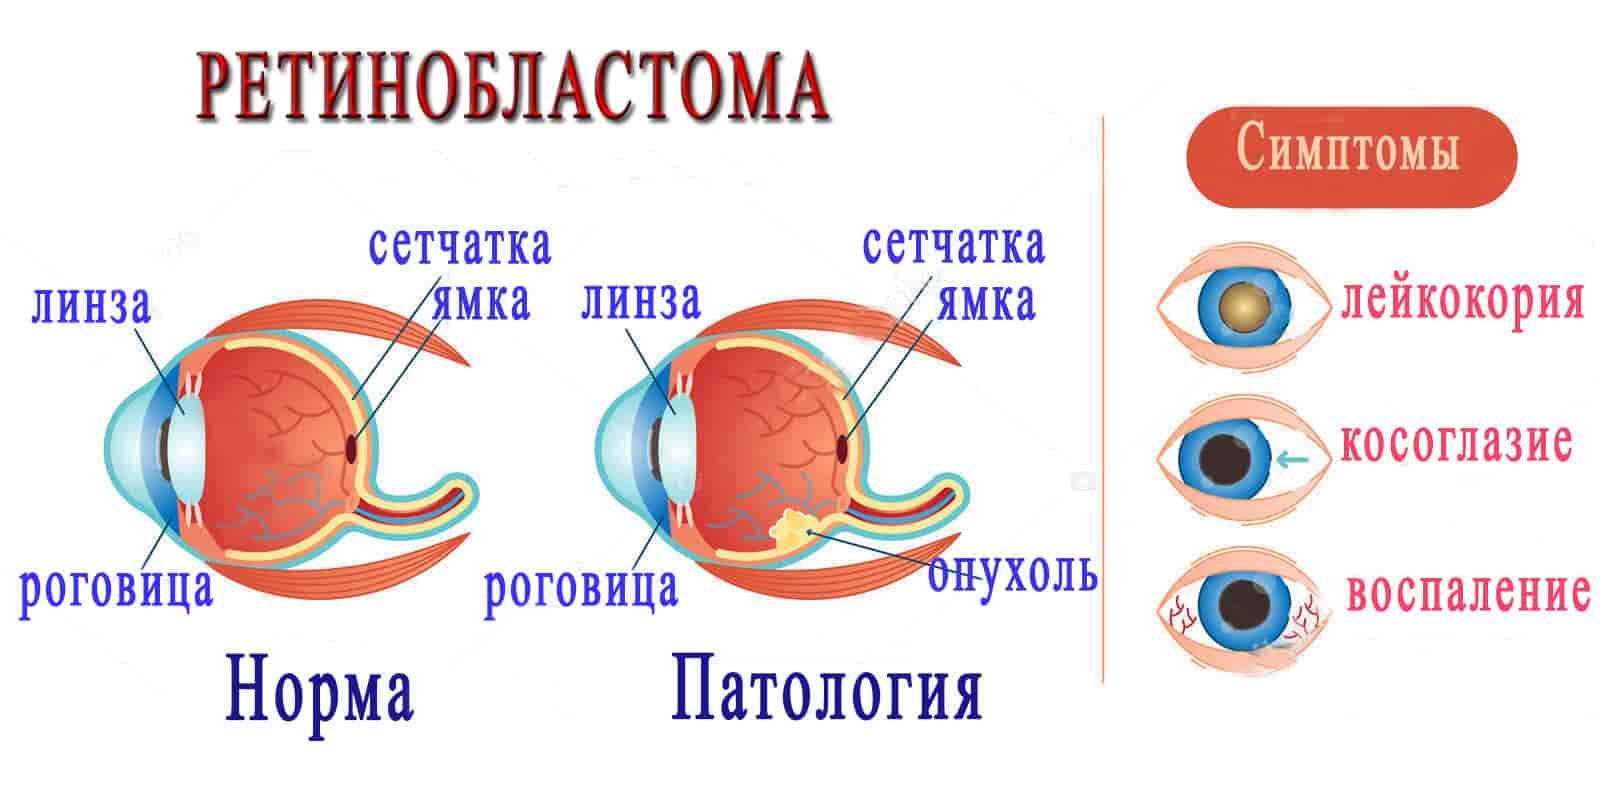 РЕТИНОБЛАСТОМА
сетчатка
ямка
линза
роговица
Норма
сетчатка
ямка
линза
роговица
опухоль
Патология
Симптомы
лейкокория
косоглазие
воспаление